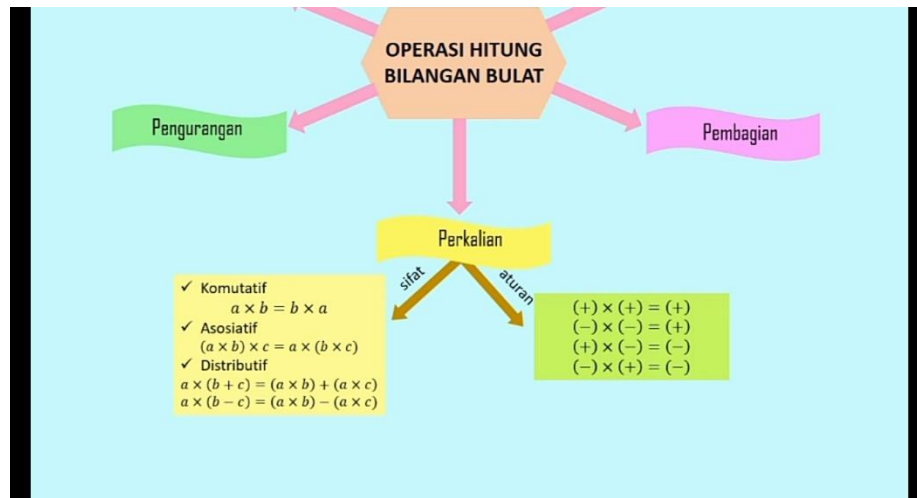 OPERASI HITUNG
BILANGAN BULAT
Pengurangan
Pembagian
Perkalian
sifat
aturan
✓ Komutatif
a × b = b × a
✓ Asosiatif
(a × b) × c = a × (b × c)
✓ Distributif
a × (b + c) = (a × b) + (a × c)
a × (b − c) = (a × b) − (a × c)
(+) × (+) = (+)
(−) × (−) = (+)
(+) × (−) = (−)
(−) × (+) = (−)